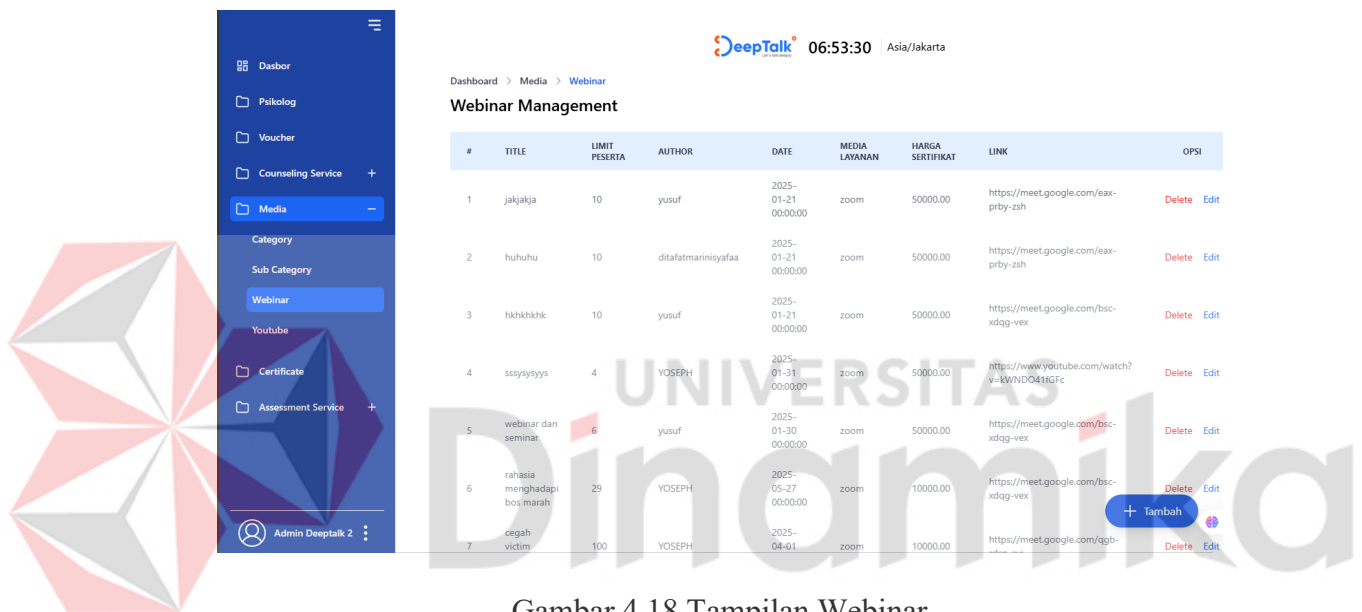 Dasbor
Psikolog
Voucher
Counseling Service +
Media −
Category
Sub Category
Webinar
Youtube
Certificate
Assessment Service +
Admin Deeptalk 2
DeepTalk 06:53:30 Asia/Jakarta
Dashboard > Media > Webinar
Webinar Management
# TITLE LIMIT PESERTA AUTHOR DATE MEDIA LAYANAN HARGA SERTIFIKAT LINK OPSI
1 jakjakja 10 yusuf 2025-01-21 00:00:00 zoom 50000.00 https://meet.google.com/eax-prby-zsh Delete Edit
2 huhuhu 10 ditafatmarinisyafaa 2025-01-21 00:00:00 zoom 50000.00 https://meet.google.com/eax-prby-zsh Delete Edit
3 hkhkhkhk 10 yusuf 2025-01-21 00:00:00 zoom 50000.00 https://meet.google.com/bsc-xdqg-vex Delete Edit
4 sssysysyys 4 YOSEPH 2025-01-31 00:00:00 zoom 50000.00 https://www.youtube.com/watch?v=kWNDO41fGFc Delete Edit
5 webinar dan seminar 6 yusuf 2025-01-30 00:00:00 zoom 50000.00 https://meet.google.com/bsc-xdqg-vex Delete Edit
6 rahasia menghadapi bos marah 29 YOSEPH 2025-05-27 00:00:00 zoom 10000.00 https://meet.google.com/bsc-xdqg-vex Delete Edit
+ Tambah
7 cegah victim 100 YOSEPH 2025-04-01 zoom 10000.00 https://meet.google.com/qgb- Delete Edit
UNIVERSITAS
Dinamika
Gambar 4.18 Tampilan Webinar